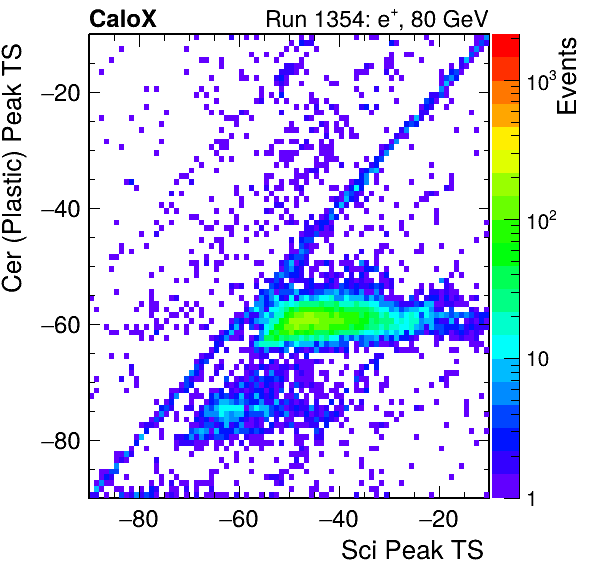 CaloX Run 1354: e⁺, 80 GeV
Cer (Plastic) Peak TS
−20
−40
−60
−80
−80 −60 −40 −20
Sci Peak TS
Events
10³
10²
10
1